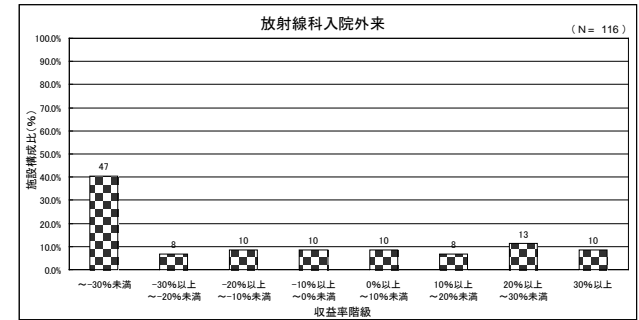 放射線科入院外来
(N= 116)
施設構成比(%)
100.0%
90.0%
80.0%
70.0%
60.0%
50.0%
40.0%
30.0%
20.0%
10.0%
0.0%
47
8
10
10
10
8
13
10
～-30%未満
-30%以上
～-20%未満
-20%以上
～-10%未満
-10%以上
～0%未満
0%以上
～10%未満
10%以上
～20%未満
20%以上
～30%未満
30%以上
収益率階級